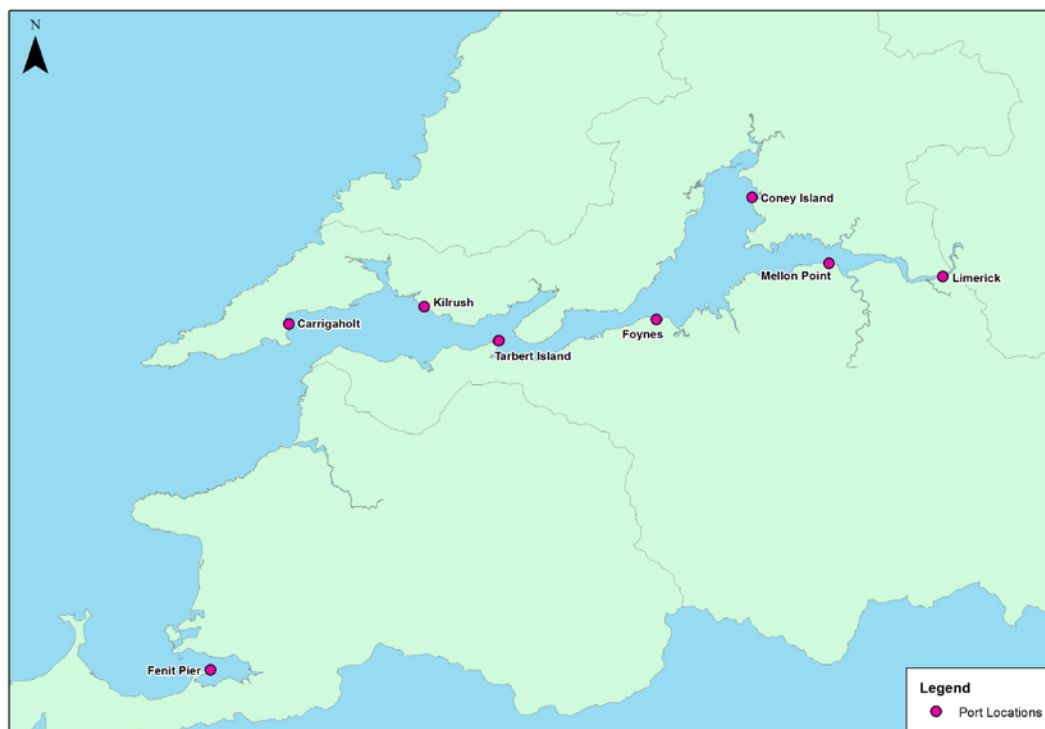 N
Coney Island
Mellon Point
Limerick
Kilrush
Carrigaholt
Foynes
Tarbert Island
Fenit Pier
Legend
Port Locations